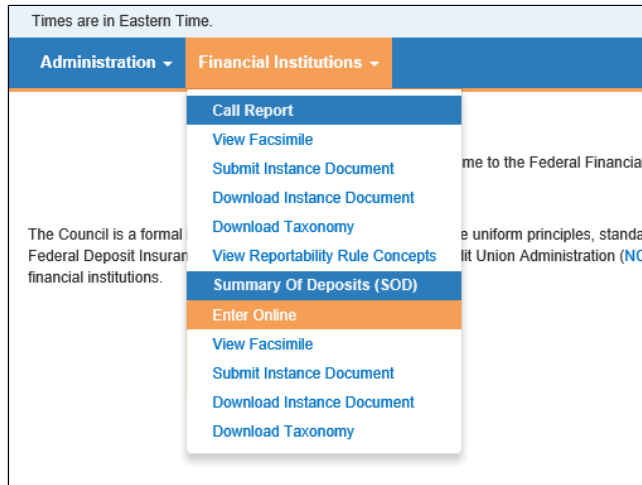 Times are in Eastern Time.
Administration Financial Institutions
Call Report
View Facsimile
me to the Federal Financia
Submit Instance Document
Download Instance Document
Download Taxonomy
The Council is a formal e uniform principles, standa
View Reportability Rule Concepts
Federal Deposit Insuran dit Union Administration (NC
financial institutions.
Summary Of Deposits (SOD)
Enter Online
View Facsimile
Submit Instance Document
Download Instance Document
Download Taxonomy